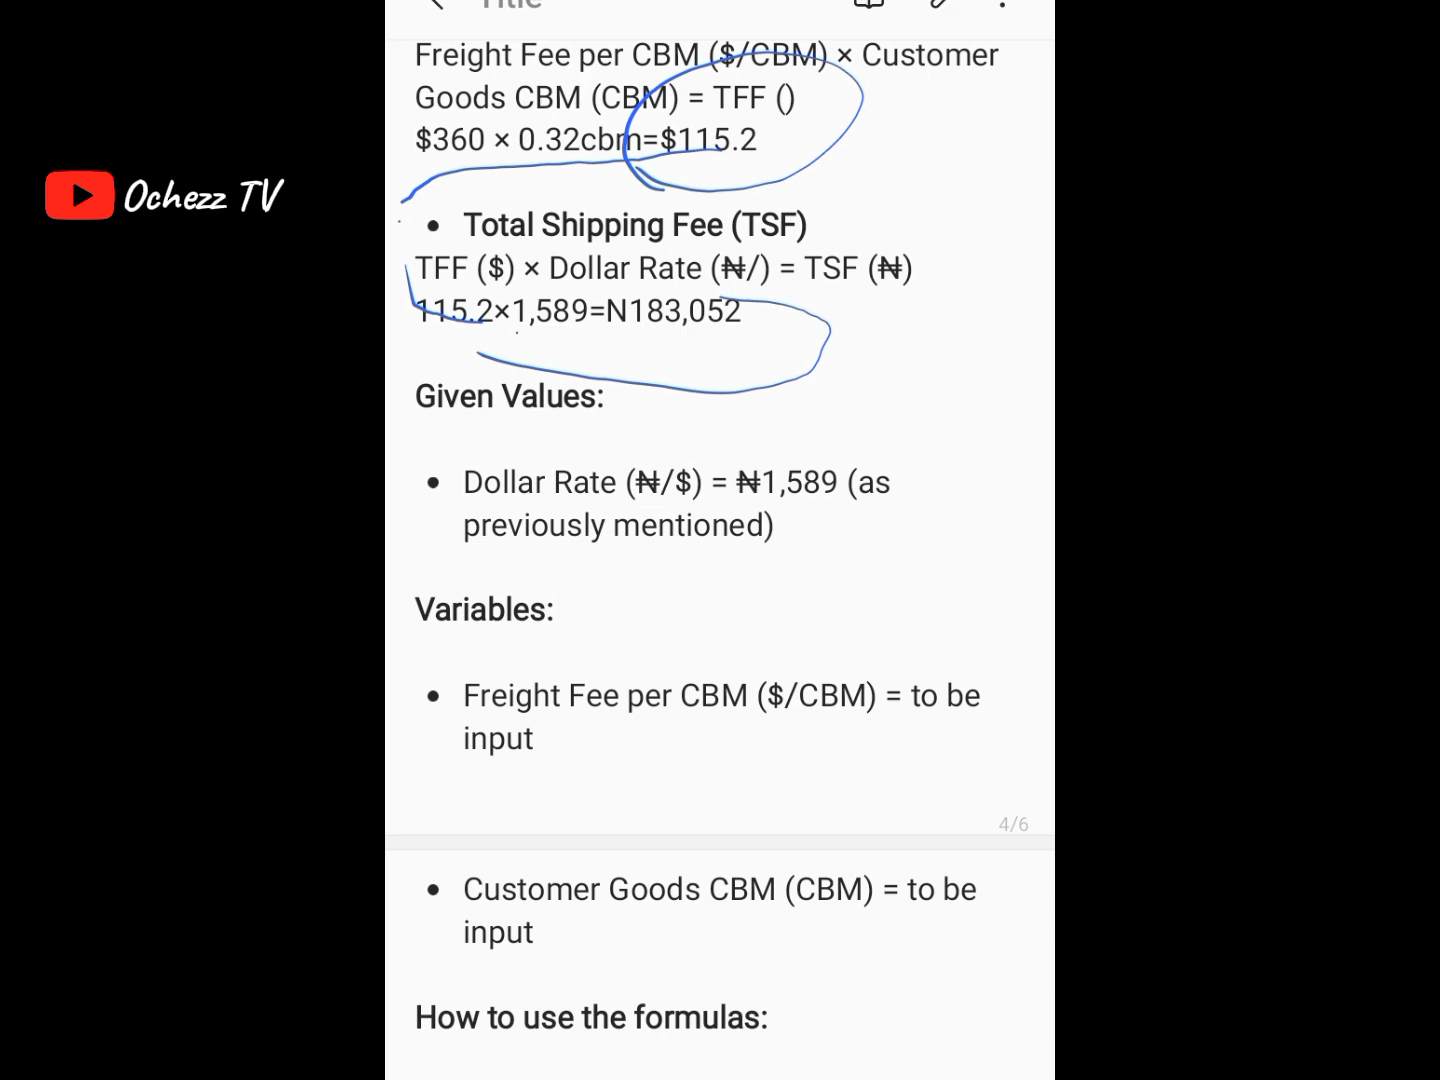 Title
Freight Fee per CBM ($/CBM) × Customer
Goods CBM (CBM) = TFF ()
$360 × 0.32cbm=$115.2
Ochezz TV
• Total Shipping Fee (TSF)
TFF ($) × Dollar Rate (₦/) = TSF (₦)
115.2×1,589=N183,052
Given Values:
• Dollar Rate (₦/$) = ₦1,589 (as
previously mentioned)
Variables:
• Freight Fee per CBM ($/CBM) = to be
input
4/6
• Customer Goods CBM (CBM) = to be
input
How to use the formulas: